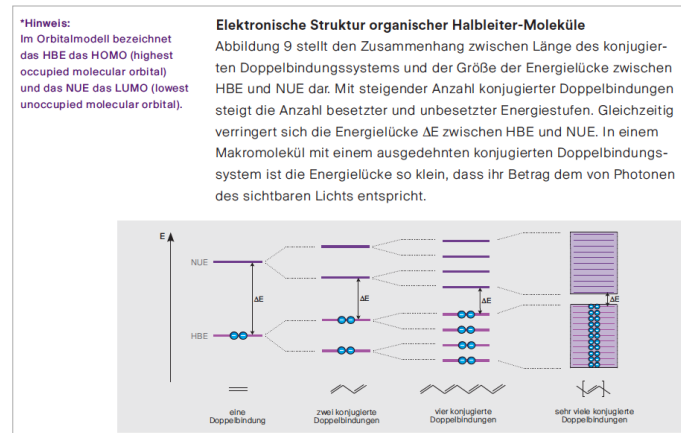 *Hinweis:
Im Orbitalmodell bezeichnet
das HBE das HOMO (highest
occupied molecular orbital)
und das NUE das LUMO (lowest
unoccupied molecular orbital).
Elektronische Struktur organischer Halbleiter-Moleküle
Abbildung 9 stellt den Zusammenhang zwischen Länge des konjugier-
ten Doppelbindungssystems und der Größe der Energielücke zwischen
HBE und NUE dar. Mit steigender Anzahl konjugierter Doppelbindungen
steigt die Anzahl besetzter und unbesetzter Energiestufen. Gleichzeitig
verringert sich die Energielücke ΔE zwischen HBE und NUE. In einem
Makromolekül mit einem ausgedehnten konjugierten Doppelbindungs-
system ist die Energielücke so klein, dass ihr Betrag dem von Photonen
des sichtbaren Lichts entspricht.
E
NUE
ΔE
ΔE
ΔE
ΔE
HBE
eine
Doppelbindung
zwei konjugierte
Doppelbindungen
vier konjugierte
Doppelbindungen
sehr viele konjugierte
Doppelbindungen